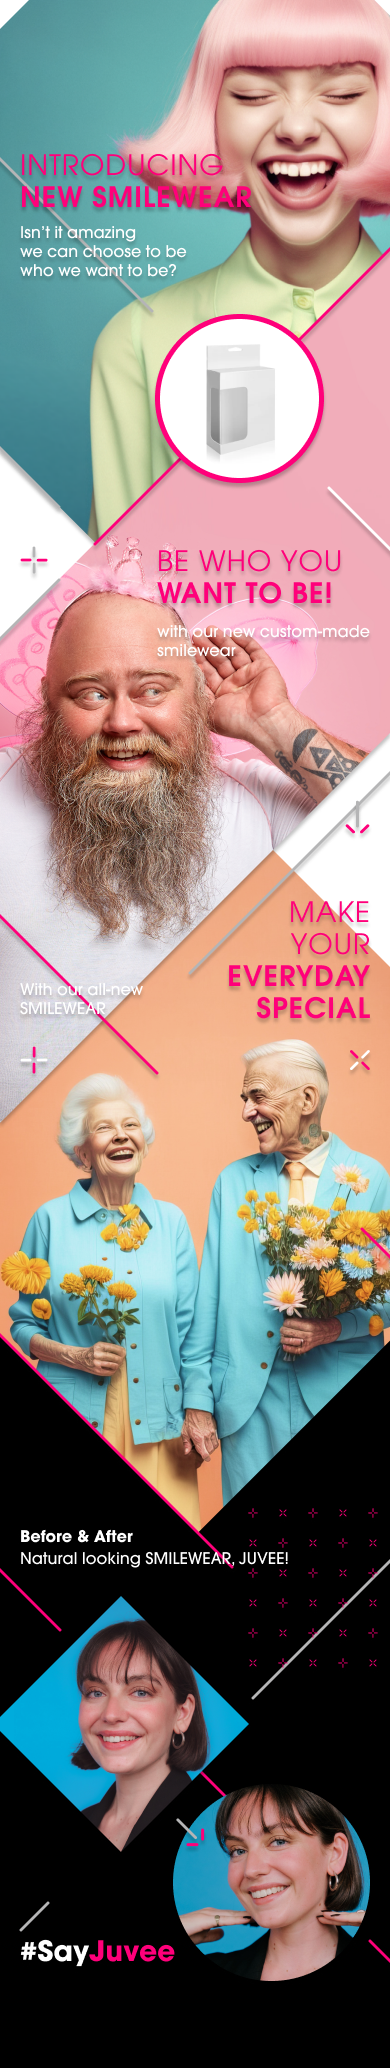 INTRODUCING
NEW SMILEWEAR
Isn't it amazing
we can choose to be
who we want to be?
BE WHO YOU
WANT TO BE!
with our new custom-made
smilewear
MAKE
YOUR
EVERYDAY
SPECIAL
With our all-new
SMILEWEAR
Before & After
Natural looking SMILEWEAR, JUVEE!
#SayJuvee